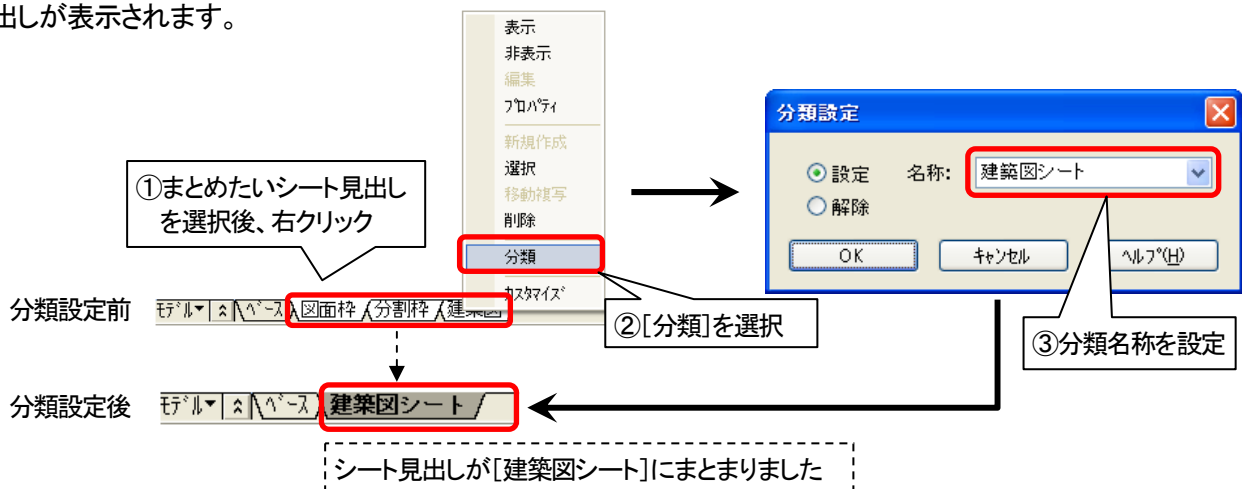 出しが表示されます。
表示
非表示
編集
プロパティ
新規作成
選択
移動複写
削除
分類
カスタマイズ
①まとめたいシート見出し
を選択後、右クリック
②[分類]を選択
分類設定
設定 名称: 建築図シート
解除
OK キャンセル ヘルプ(H)
③分類名称を設定
分類設定前 モデル▼ ベース 図面枠 分割枠 建築図
分類設定後 モデル▼ ベース 建築図シート
シート見出しが[建築図シート]にまとまりました